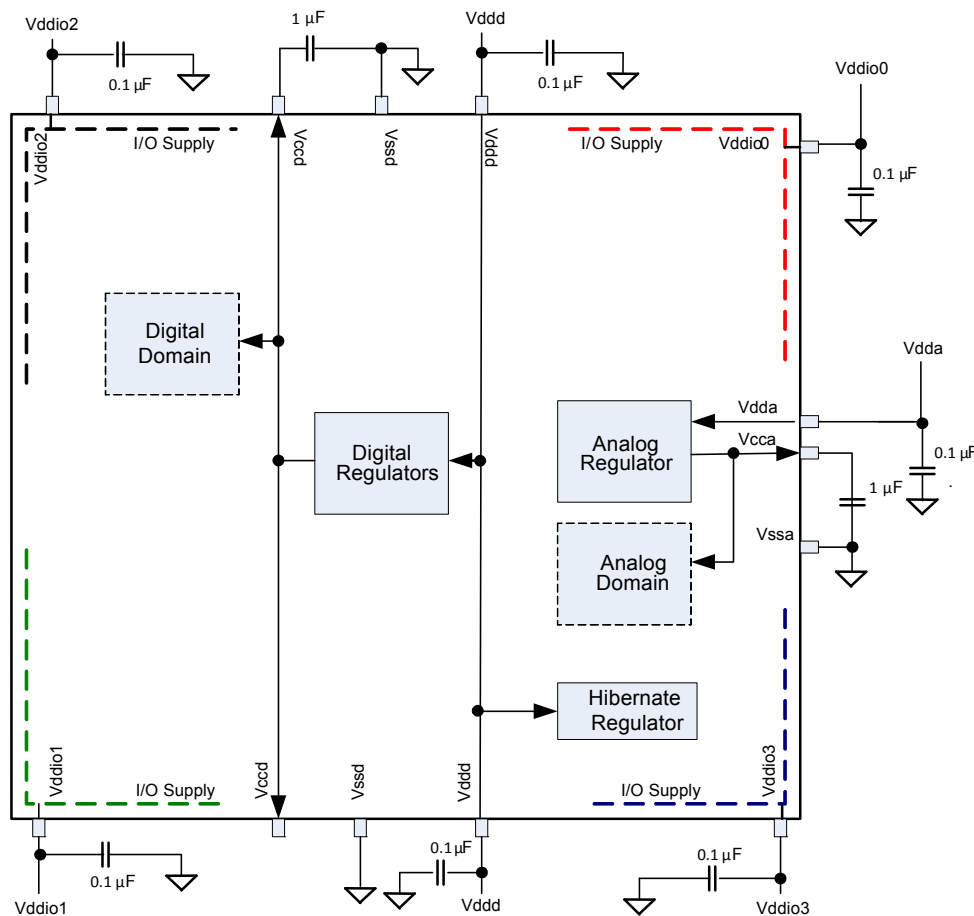 Vddio2
1 µF
Vddd
0.1 µF
0.1 µF
Vddio0
I/O Supply
I/O Supply
Vddio0
Vddio2
Vccd
Vssd
Vddd
0.1 µF
Digital
Domain
Vdda
Vdda
Digital
Regulators
Analog
Regulator
Vcca
0.1 µF
.
1 µF
Vssa
Analog
Domain
Hibernate
Regulator
Vddio1
Vccd
Vssd
Vddd
Vddio3
I/O Supply
I/O Supply
0.1 µF
0.1 µF
0.1 µF
Vddio1
Vddd
Vddio3